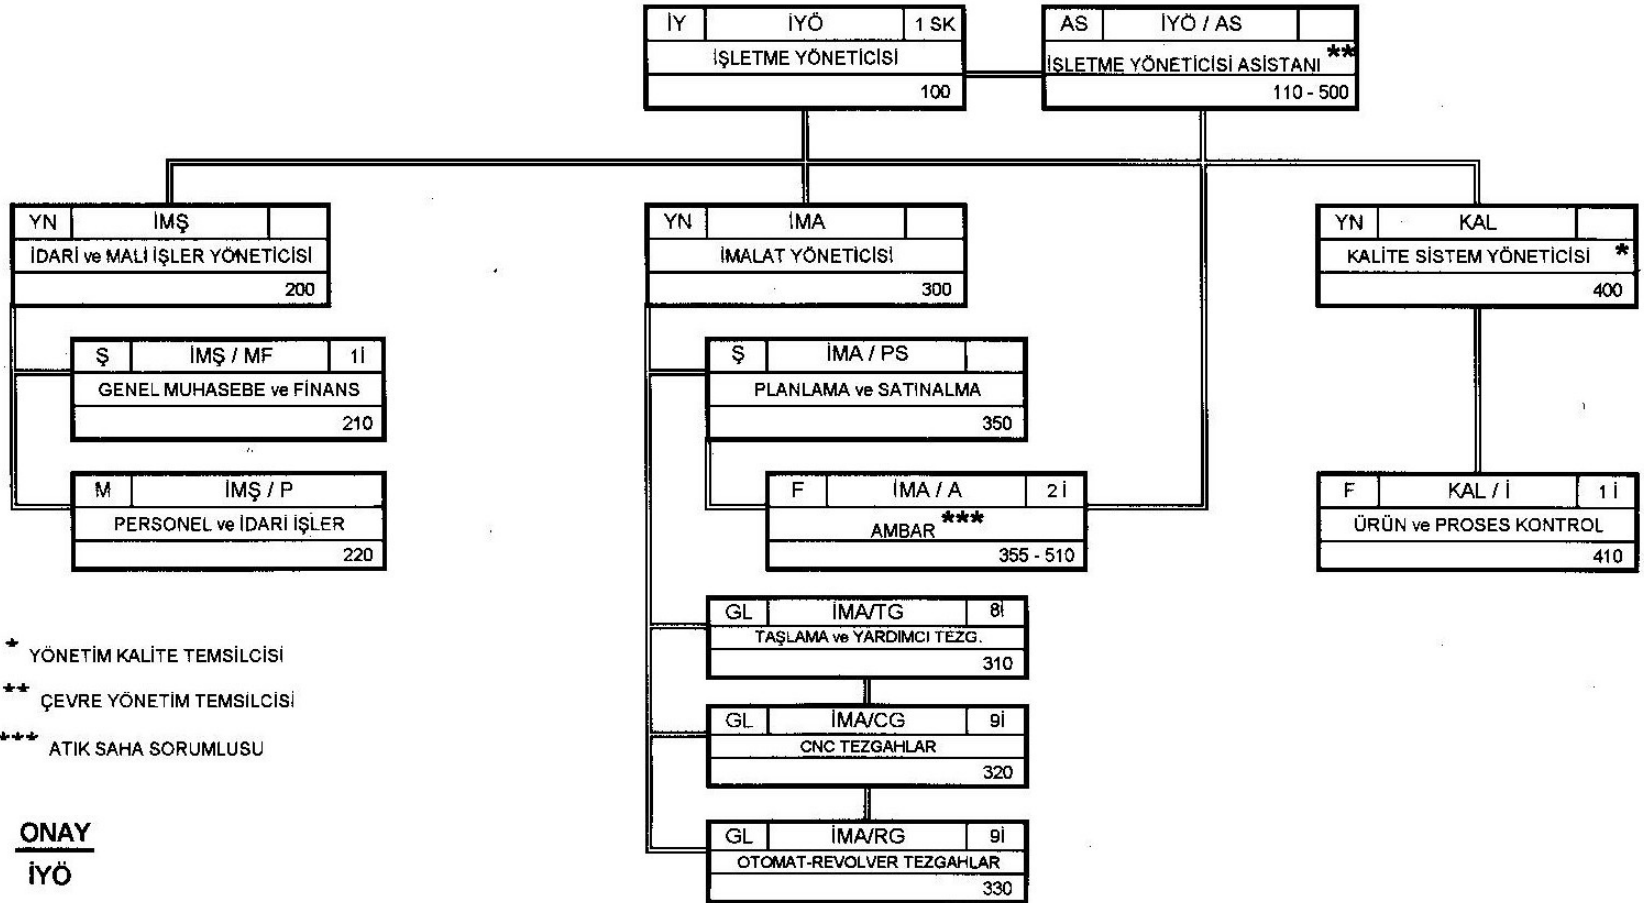 İY İYÖ 1 SK
İŞLETME YÖNETİCİSİ
100
AS İYÖ / AS
İŞLETME YÖNETİCİSİ ASİSTANI **
110 - 500
YN İMŞ
İDARİ ve MALİ İŞLER YÖNETİCİSİ
200
YN İMA
İMALAT YÖNETİCİSİ
300
YN KAL
KALİTE SİSTEM YÖNETİCİSİ *
400
Ş İMŞ / MF 1İ
GENEL MUHASEBE ve FİNANS
210
Ş İMA / PS
PLANLAMA ve SATINALMA
350
M İMŞ / P
PERSONEL ve İDARİ İŞLER
220
F İMA / A 2 İ
AMBAR ***
355 - 510
F KAL / İ 1 İ
ÜRÜN ve PROSES KONTROL
410
GL İMA/TG 8İ
TAŞLAMA ve YARDIMCI TEZG.
310
GL İMA/CG 9İ
CNC TEZGAHLAR
320
GL İMA/RG 9İ
OTOMAT-REVOLVER TEZGAHLAR
330
* YÖNETİM KALİTE TEMSİLCİSİ
** ÇEVRE YÖNETİM TEMSİLCİSİ
*** ATIK SAHA SORUMLUSU
ONAY
İYÖ